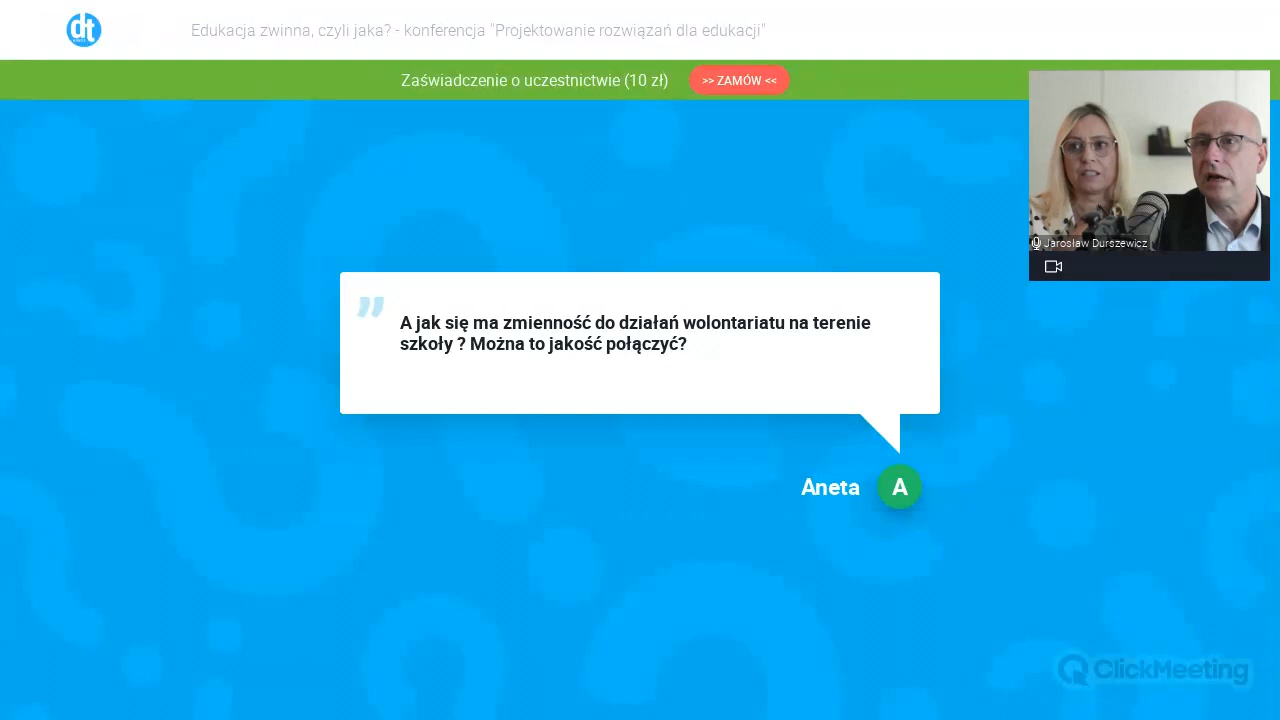 dt
Edukacja zwinna, czyli jaka? - konferencja "Projektowanie rozwiązań dla edukacji"
Zaświadczenie o uczestnictwie (10 zł)
>> ZAMÓW <<
Jarosław Durszewicz
”
A jak się ma zmienność do działań wolontariatu na terenie
szkoły ? Można to jakość połączyć?
Aneta
A
ClickMeeting